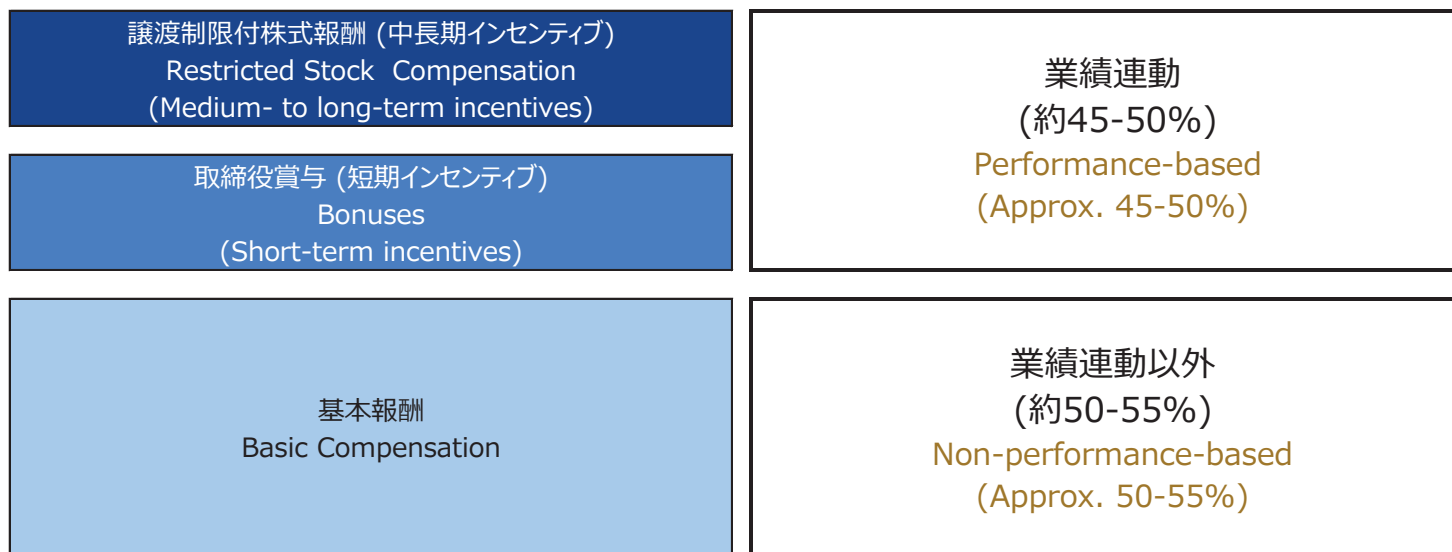 譲渡制限付株式報酬 (中長期インセンティブ)
Restricted Stock  Compensation
(Medium- to long-term incentives)
取締役賞与 (短期インセンティブ)
Bonuses
(Short-term incentives)
業績連動
(約45-50%)
Performance-based
(Approx. 45-50%)
基本報酬
Basic Compensation
業績連動以外
(約50-55%)
Non-performance-based
(Approx. 50-55%)